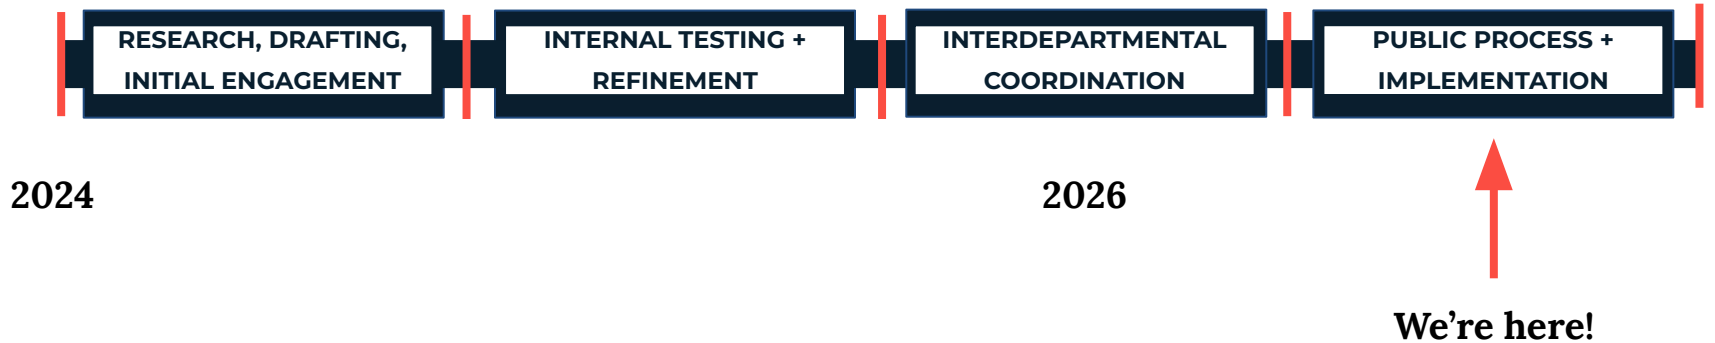 RESEARCH, DRAFTING,
INITIAL ENGAGEMENT
INTERNAL TESTING +
REFINEMENT
INTERDEPARTMENTAL
COORDINATION
PUBLIC PROCESS +
IMPLEMENTATION
2024
2026
We’re here!